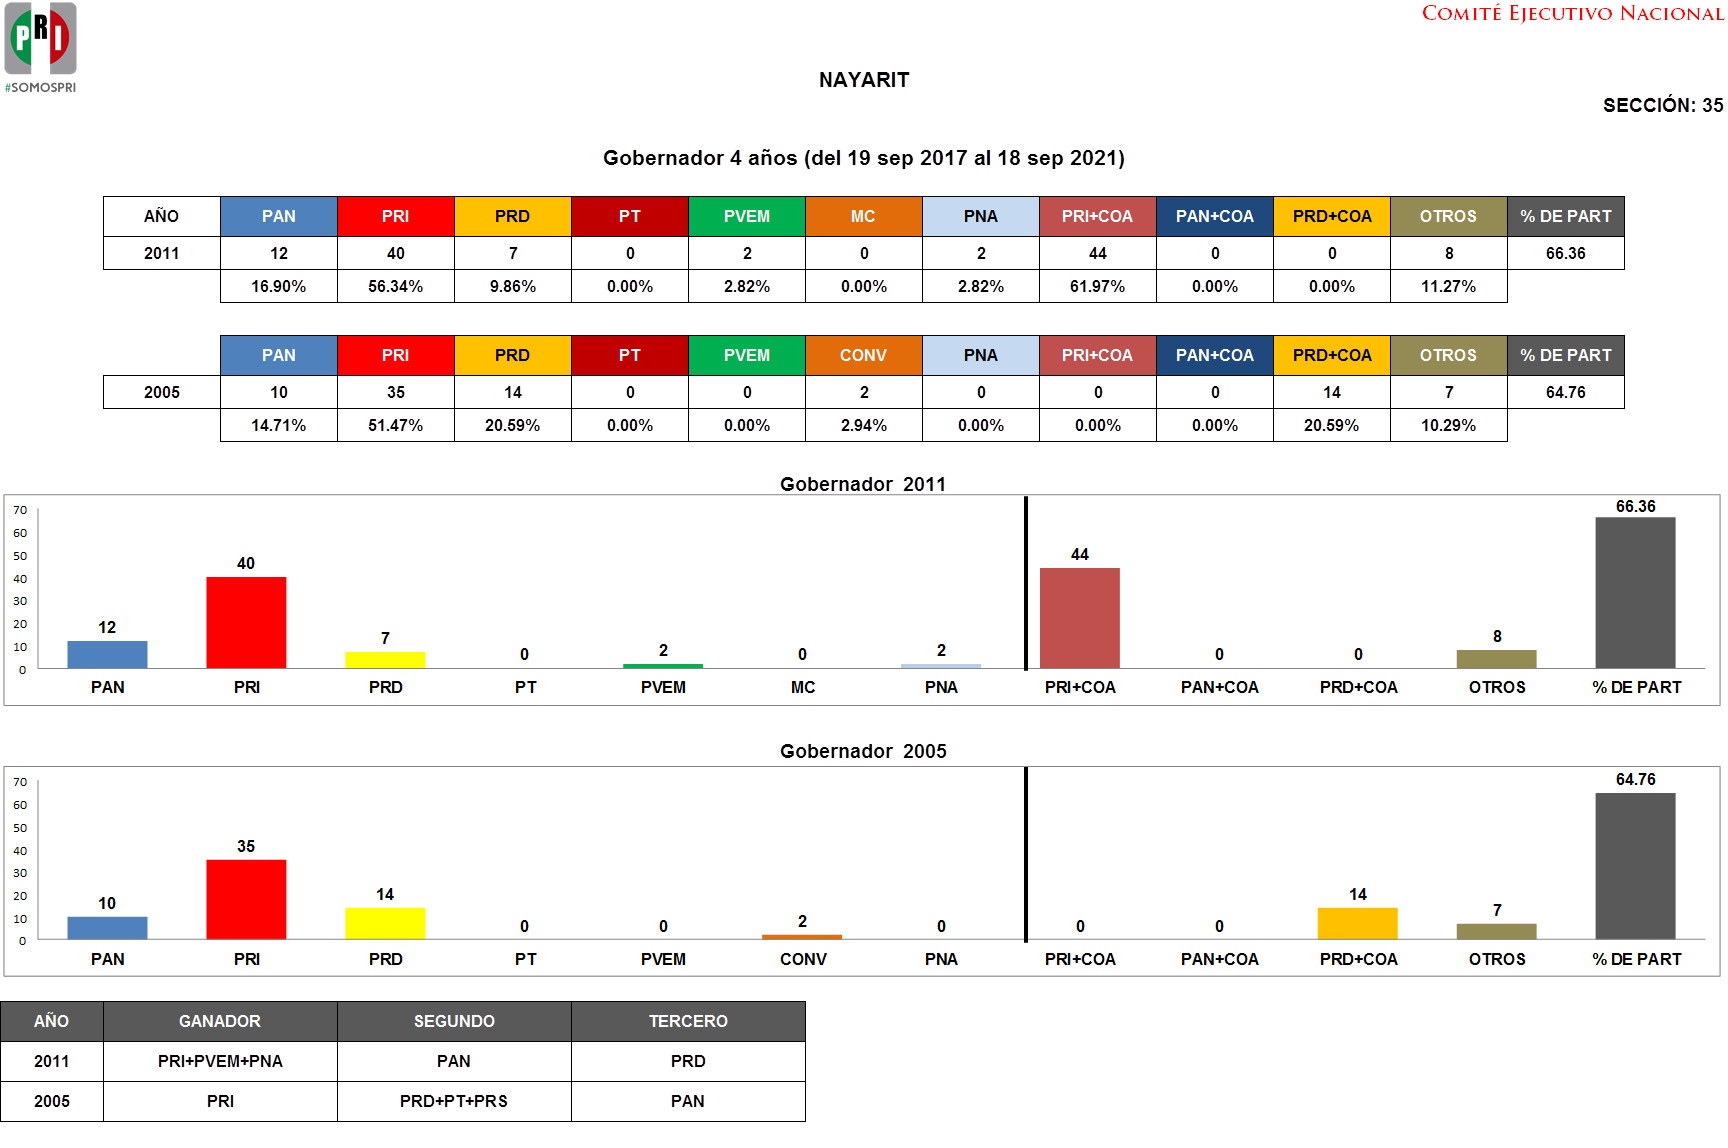 COMITÉ EJECUTIVO NACIONAL
PRI
#SOMOSPRI
NAYARIT
SECCIÓN: 35
Gobernador 4 años (del 19 sep 2017 al 18 sep 2021)
AÑO PAN PRI PRD PT PVEM MC PNA PRI+COA PAN+COA PRD+COA OTROS % DE PART
2011 12 40 7 0 2 0 2 44 0 0 8 66.36
16.90% 56.34% 9.86% 0.00% 2.82% 0.00% 2.82% 61.97% 0.00% 0.00% 11.27%
PAN PRI PRD PT PVEM CONV PNA PRI+COA PAN+COA PRD+COA OTROS % DE PART
2005 10 35 14 0 0 2 0 0 0 14 7 64.76
14.71% 51.47% 20.59% 0.00% 0.00% 2.94% 0.00% 0.00% 0.00% 20.59% 10.29%
Gobernador 2011
70
60
50
40
30
20
10
0
12 40 7 0 2 0 2 44 0 0 8 66.36
PAN PRI PRD PT PVEM MC PNA PRI+COA PAN+COA PRD+COA OTROS % DE PART
Gobernador 2005
70
60
50
40
30
20
10
0
10 35 14 0 0 2 0 0 0 14 7 64.76
PAN PRI PRD PT PVEM CONV PNA PRI+COA PAN+COA PRD+COA OTROS % DE PART
AÑO GANADOR SEGUNDO TERCERO
2011 PRI+PVEM+PNA PAN PRD
2005 PRI PRD+PT+PRS PAN